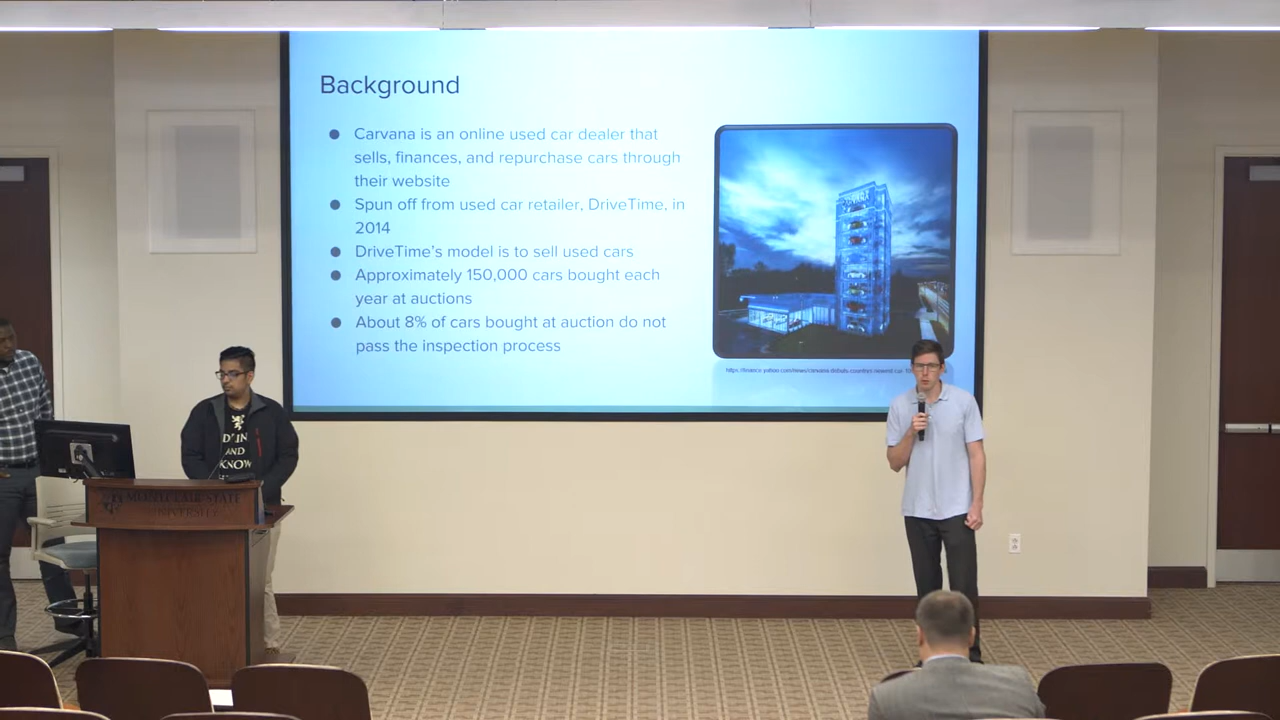 Background
● Carvana is an online used car dealer that
sells, finances, and repurchase cars through
their website
● Spun off from used car retailer, DriveTime, in
2014
● DriveTime's model is to sell used cars
● Approximately 150,000 cars bought each
year at auctions
● About 8% of cars bought at auction do not
pass the inspection process
CARVANA
AND
KNOW
STATE
UNIVERSITY